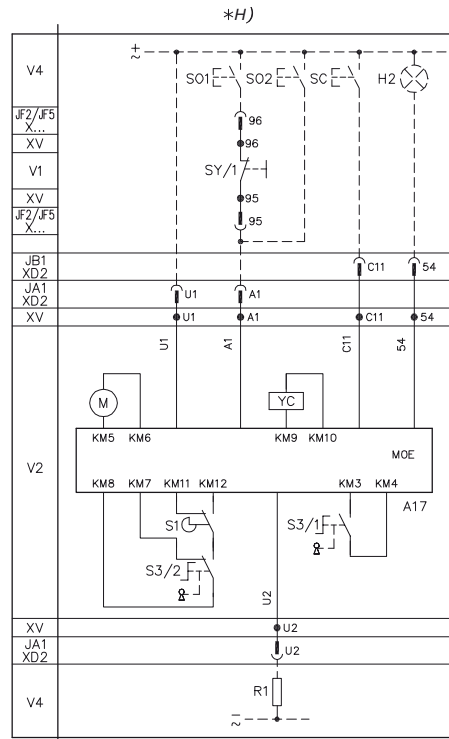 *H)
+
~
V4
SO1
SO2
SC
H2
JF2/JF5
X...
96
XV
96
V1
SY/1
XV
95
JF2/JF5
X...
95
JB1
XD2
C11
54
JA1
XD2
U1
A1
XV
U1
A1
C11
54
U1
A1
C11
54
M
YC
KM5
KM6
KM9
KM10
MOE
V2
KM8
KM7
KM11
KM12
KM3
KM4
A17
S1
S3/1
S3/2
U2
XV
U2
JA1
XD2
U2
V4
R1
–
~